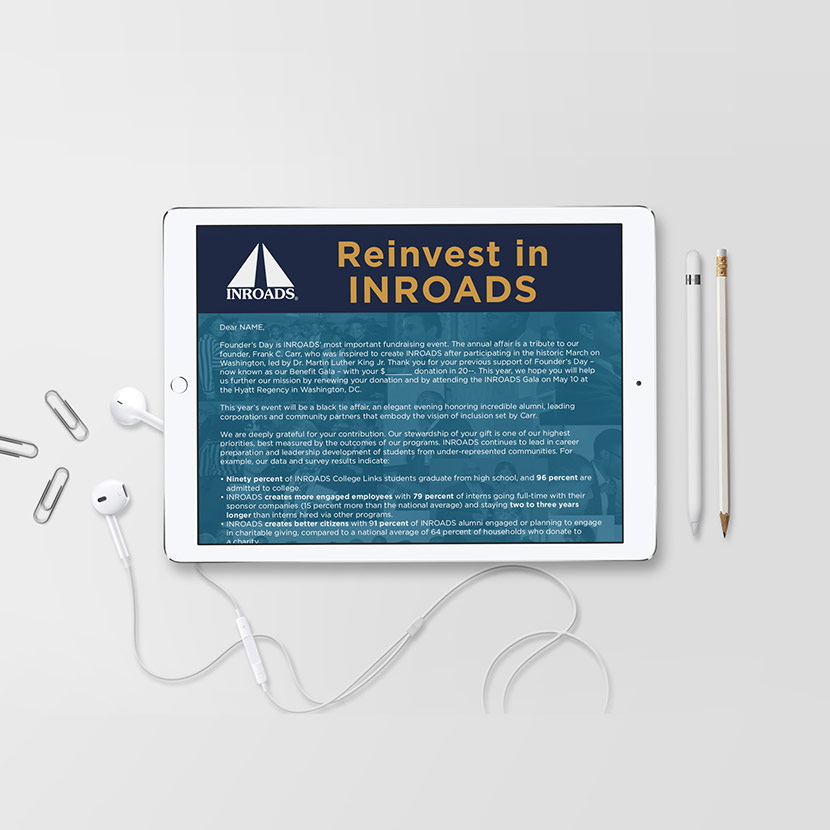 Reinvest in
INROADS
INROADS®
Dear NAME,
Founder's Day is INROADS' most important fundraising event. The annual affair is a tribute to our
founder, Frank C. Carr, who was inspired to create INROADS after participating in the historic March on
Washington, led by Dr. Martin Luther King Jr. Thank you for your previous support of Founder's Day –
now known as our Benefit Gala – with your $______ donation in 20--. This year, we hope you will help
us further our mission by renewing your donation and by attending the INROADS Gala on May 10 at
the Hyatt Regency in Washington, DC.
This year's event will be a black tie affair, an elegant evening honoring incredible alumni, leading
corporations and community partners that embody the vision of inclusion set by Carr.
We are deeply grateful for your contribution. Our stewardship of your gift is one of our highest
priorities, best measured by the outcomes of our programs. INROADS continues to lead in career
preparation and leadership development of students from under-represented communities. For
example, our data and survey results indicate:
• Ninety percent of INROADS College Links students graduate from high school, and 96 percent are
admitted to college.
• INROADS creates more engaged employees with 79 percent of interns going full-time with their
sponsor companies (15 percent more than the national average) and staying two to three years
longer than interns hired via other programs.
• INROADS creates better citizens with 91 percent of INROADS alumni engaged or planning to engage
in charitable giving, compared to a national average of 64 percent of households who donate to
a charity.